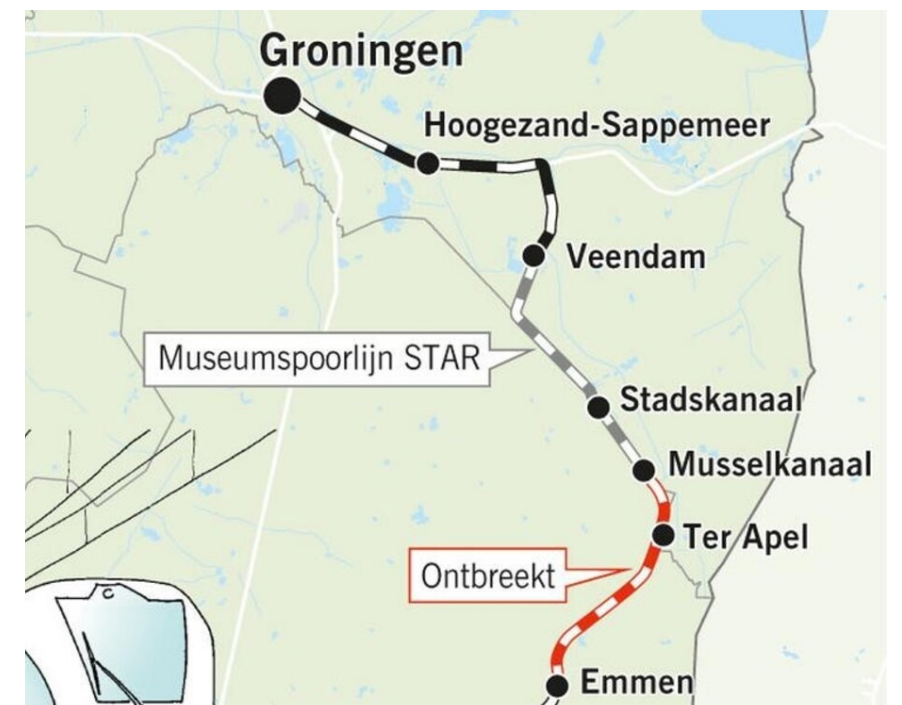 Groningen
Hoogezand-Sappemeer
Veendam
Museumspoorlijn STAR
Stadskanaal
Musselkanaal
Ter Apel
Ontbreekt
Emmen